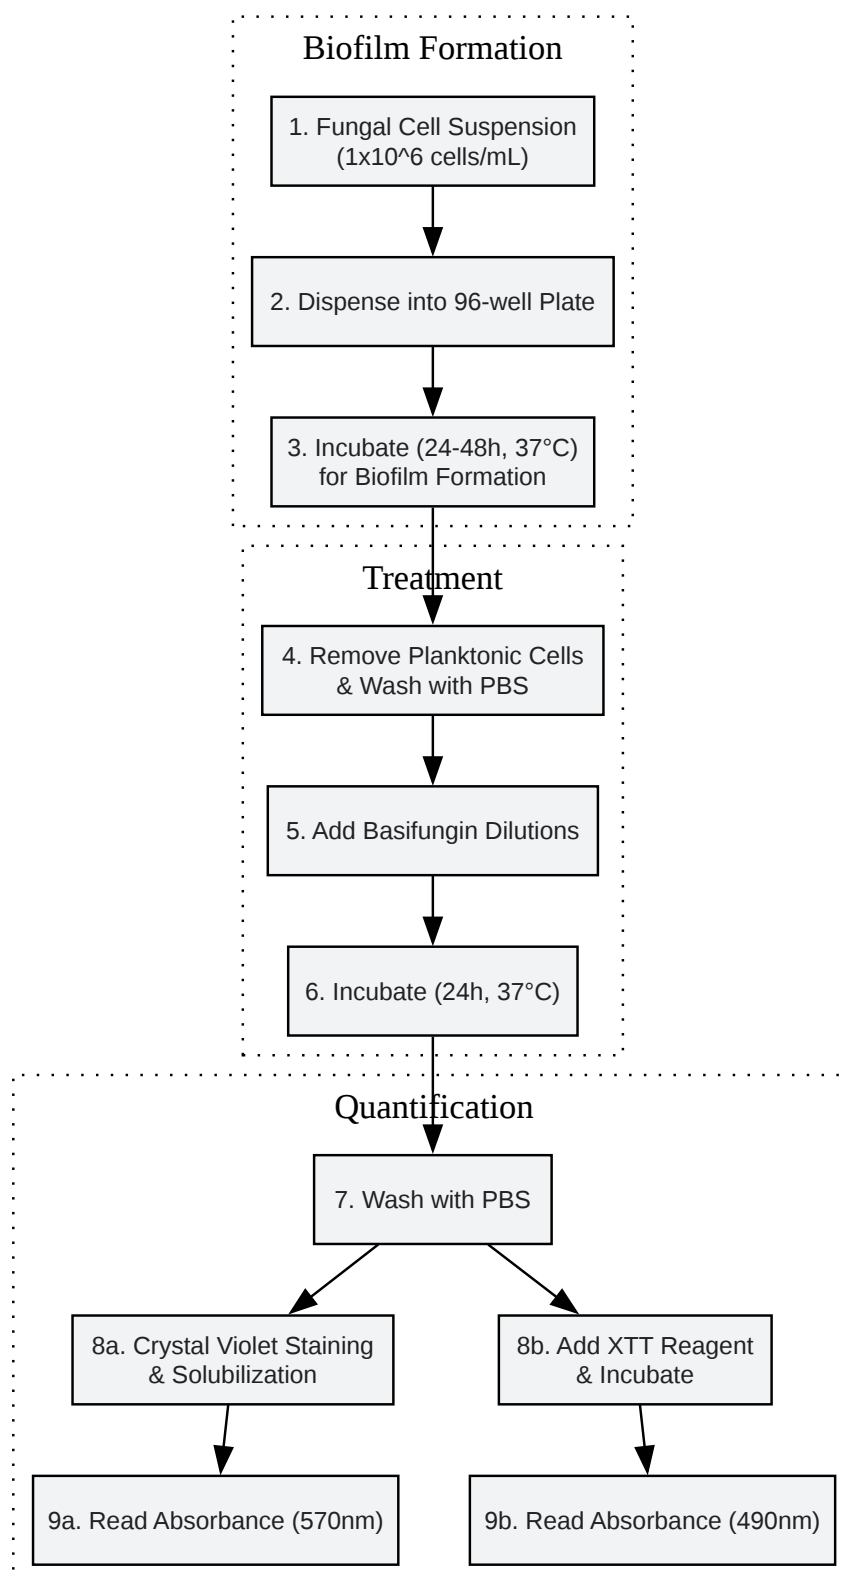 Biofilm Formation
1. Fungal Cell Suspension
(1x10^6 cells/mL)
2. Dispense into 96-well Plate
3. Incubate (24-48h, 37°C)
for Biofilm Formation
Treatment
4. Remove Planktonic Cells
& Wash with PBS
5. Add Basifungin Dilutions
6. Incubate (24h, 37°C)
Quantification
7. Wash with PBS
8a. Crystal Violet Staining
& Solubilization
8b. Add XTT Reagent
& Incubate
9a. Read Absorbance (570nm)
9b. Read Absorbance (490nm)